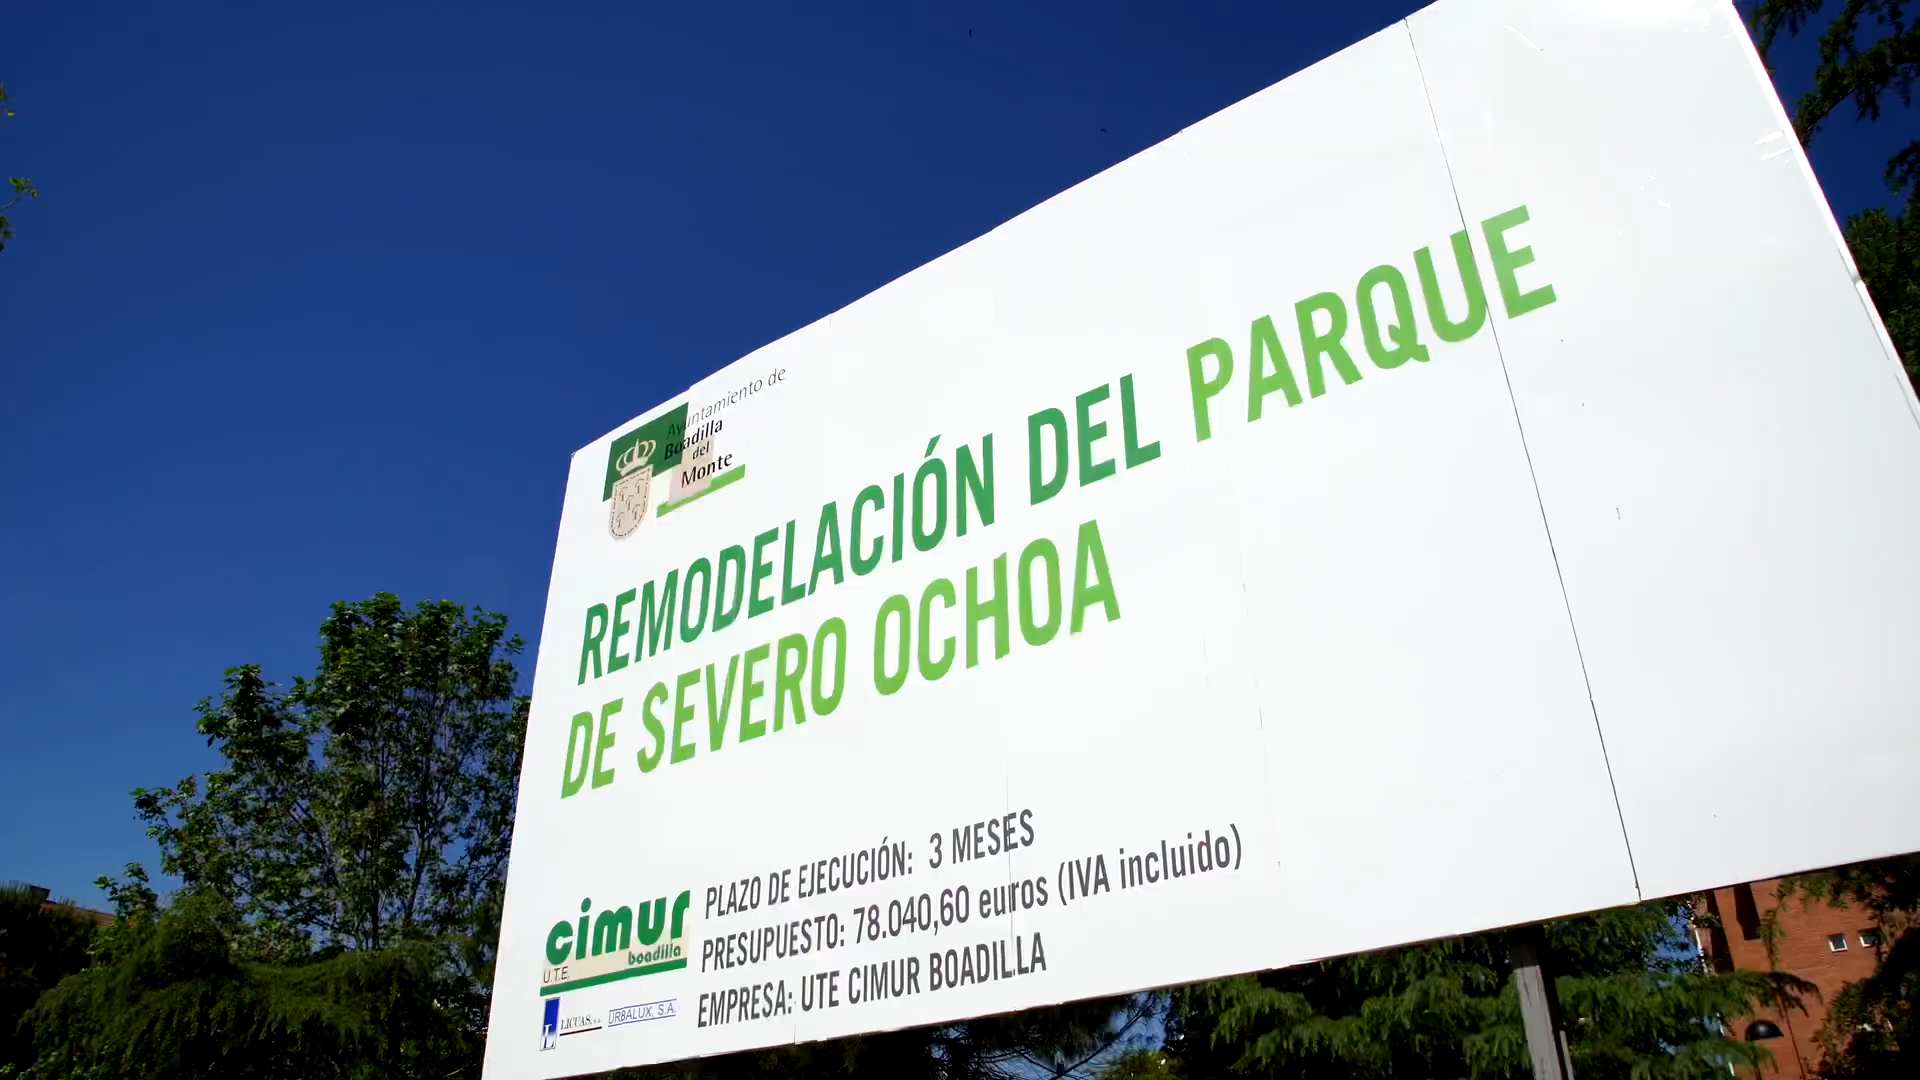 Ayuntamiento de
Boadilla
del
Monte
REMODELACIÓN DEL PARQUE
DE SEVERO OCHOA
cimur
boadilla
U.T.E.
L
LICUAS, S.A.
URBALUX, S.A.
PLAZO DE EJECUCIÓN: 3 MESES
PRESUPUESTO: 78.040,60 euros (IVA incluido)
EMPRESA: UTE CIMUR BOADILLA